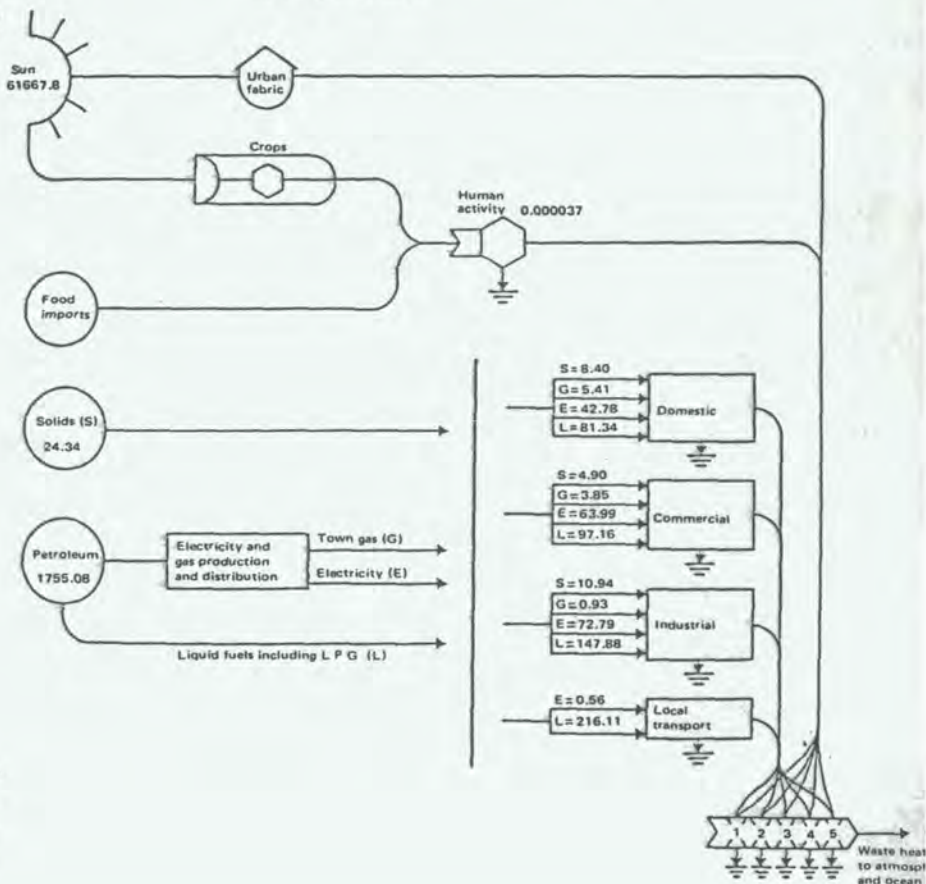 Sun
61667.8
Urban
fabric
Crops
Human
activity 0.000037
Food
imports
Solids (S)
24.34
Petroleum
1755.08
Electricity and
gas production
and distribution
Town gas (G)
Electricity (E)
Liquid fuels including L P G (L)
S=8.40
G=5.41
E=42.78
L=81.34
Domestic
S=4.90
G=3.85
E=63.99
L=97.16
Commercial
S=10.94
G=0.93
E=72.79
L=147.88
Industrial
E=0.56
L=216.11
Local
transport
1 2 3 4 5
Waste heat
to atmosph
and ocean